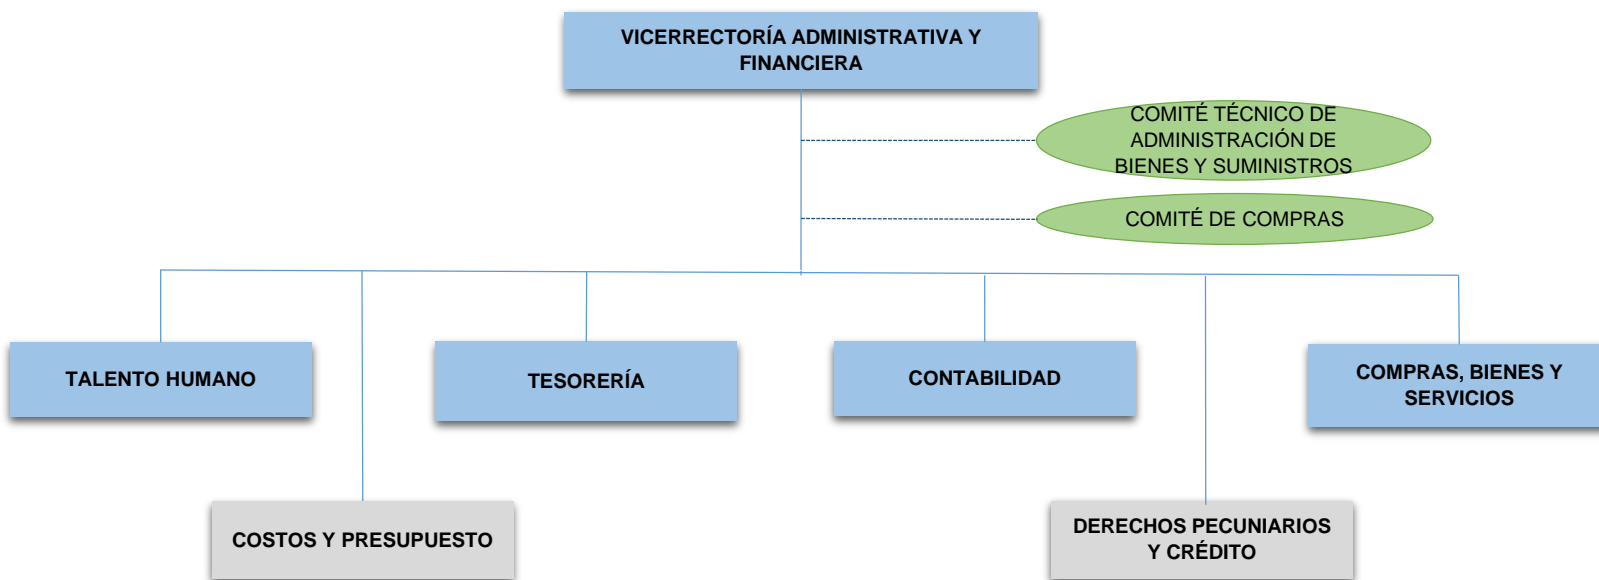 VICERRECTORÍA ADMINISTRATIVA Y
FINANCIERA
COMITÉ TÉCNICO DE
ADMINISTRACIÓN DE
BIENES Y SUMINISTROS
COMITÉ DE COMPRAS
TALENTO HUMANO
TESORERÍA
CONTABILIDAD
COMPRAS, BIENES Y
SERVICIOS
COSTOS Y PRESUPUESTO
DERECHOS PECUNIARIOS
Y CRÉDITO